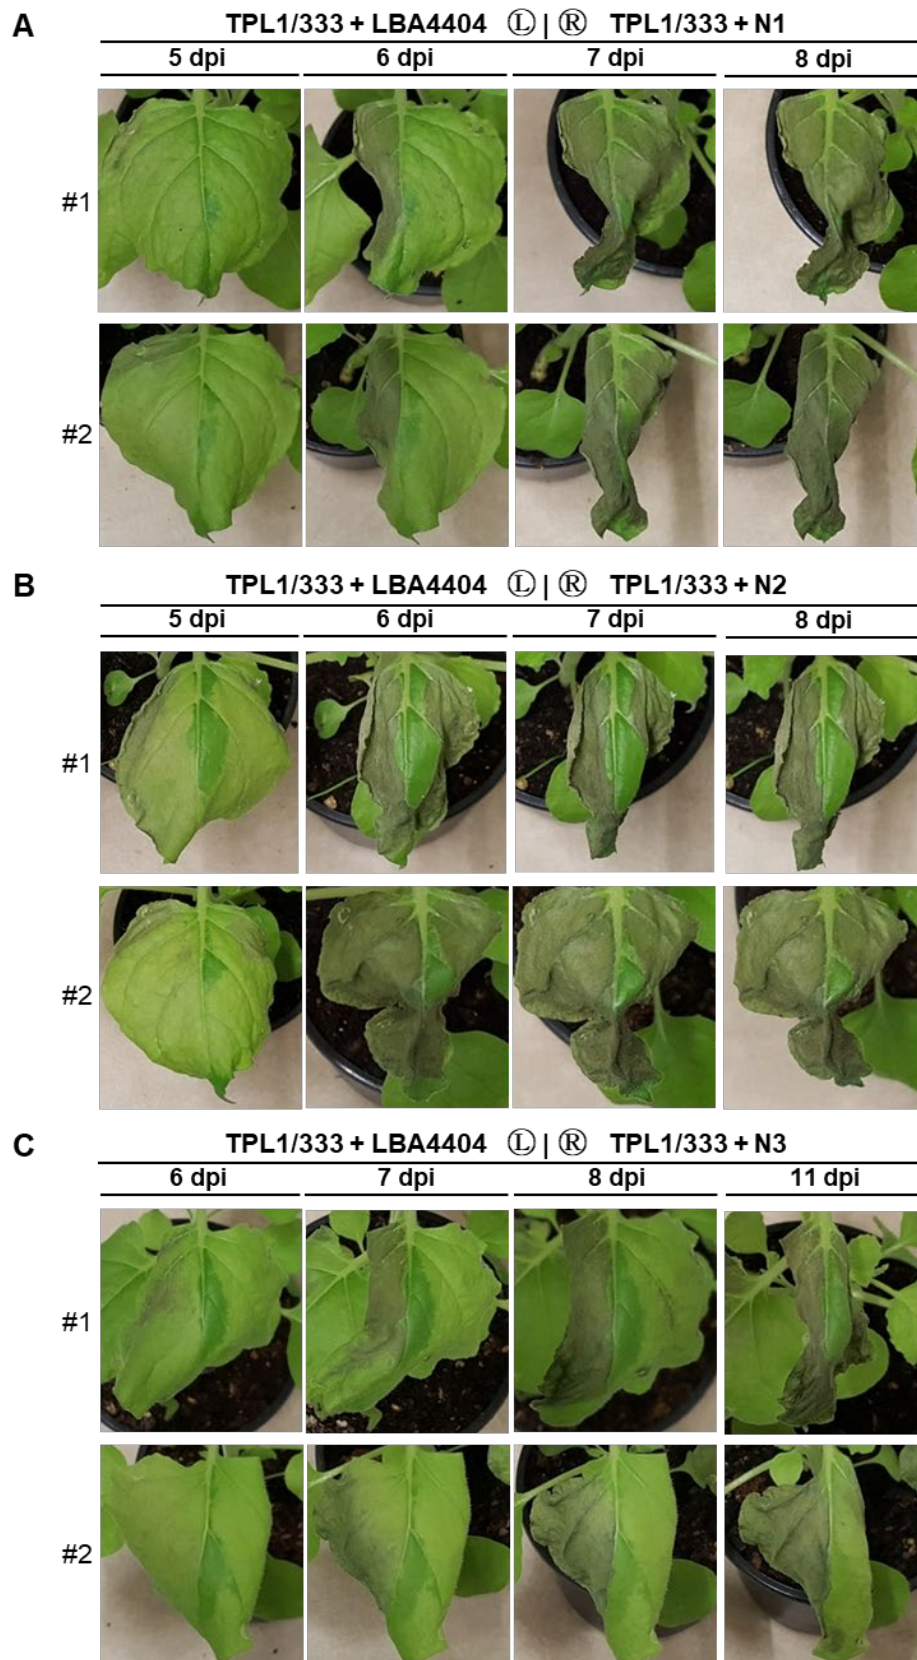 A TPL1/333 + LBA4404 Ⓛ | Ⓡ TPL1/333 + N1
5 dpi 6 dpi 7 dpi 8 dpi
#1
#2
B TPL1/333 + LBA4404 Ⓛ | Ⓡ TPL1/333 + N2
5 dpi 6 dpi 7 dpi 8 dpi
#1
#2
C TPL1/333 + LBA4404 Ⓛ | Ⓡ TPL1/333 + N3
6 dpi 7 dpi 8 dpi 11 dpi
#1
#2